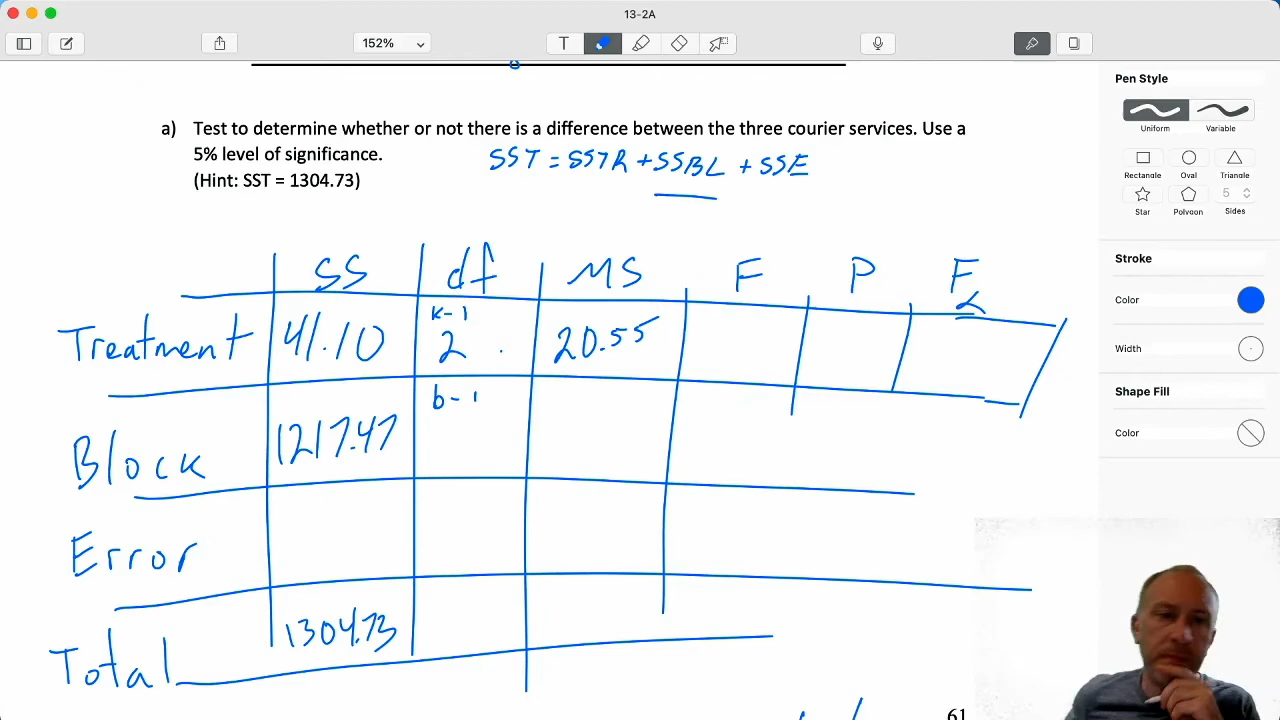 13-2A
152%
T
Pen Style
Uniform Variable
Rectangle Oval Triangle
Star Polygon Sides
5
Stroke
Color
Width
Shape Fill
Color
a) Test to determine whether or not there is a difference between the three courier services. Use a
5% level of significance.
(Hint: SST = 1304.73)
SST = SSTR + SSBL + SSE
SS df MS F P Fα
k-1
Treatment 41.10 2 20.55
b-1
Block 1217.47
Error
Total 1304.73
61